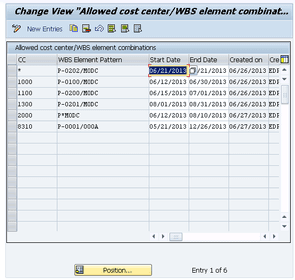 Change View "Allowed cost center/WBS element combinat...
New Entries
Allowed cost center/WBS element combinations
CC WBS Element Pattern Start Date End Date Created on Cre
* P-0202/MODC 06/21/2013 /21/2013 06/26/2013 EDF
1000 P-0100/MODC 06/12/2013 06/30/2013 06/26/2013 EDF
1100 P-0200/MODC 06/15/2013 07/01/2013 06/26/2013 EDF
1300 P-0201/MODC 08/01/2013 08/31/2013 06/26/2013 EDF
2000 P*MODC 06/12/2013 06/26/2013 06/27/2013 EDF
8310 P-0001/000A 05/21/2013 12/26/2013 06/27/2013 EDF
Position... Entry 1 of 6